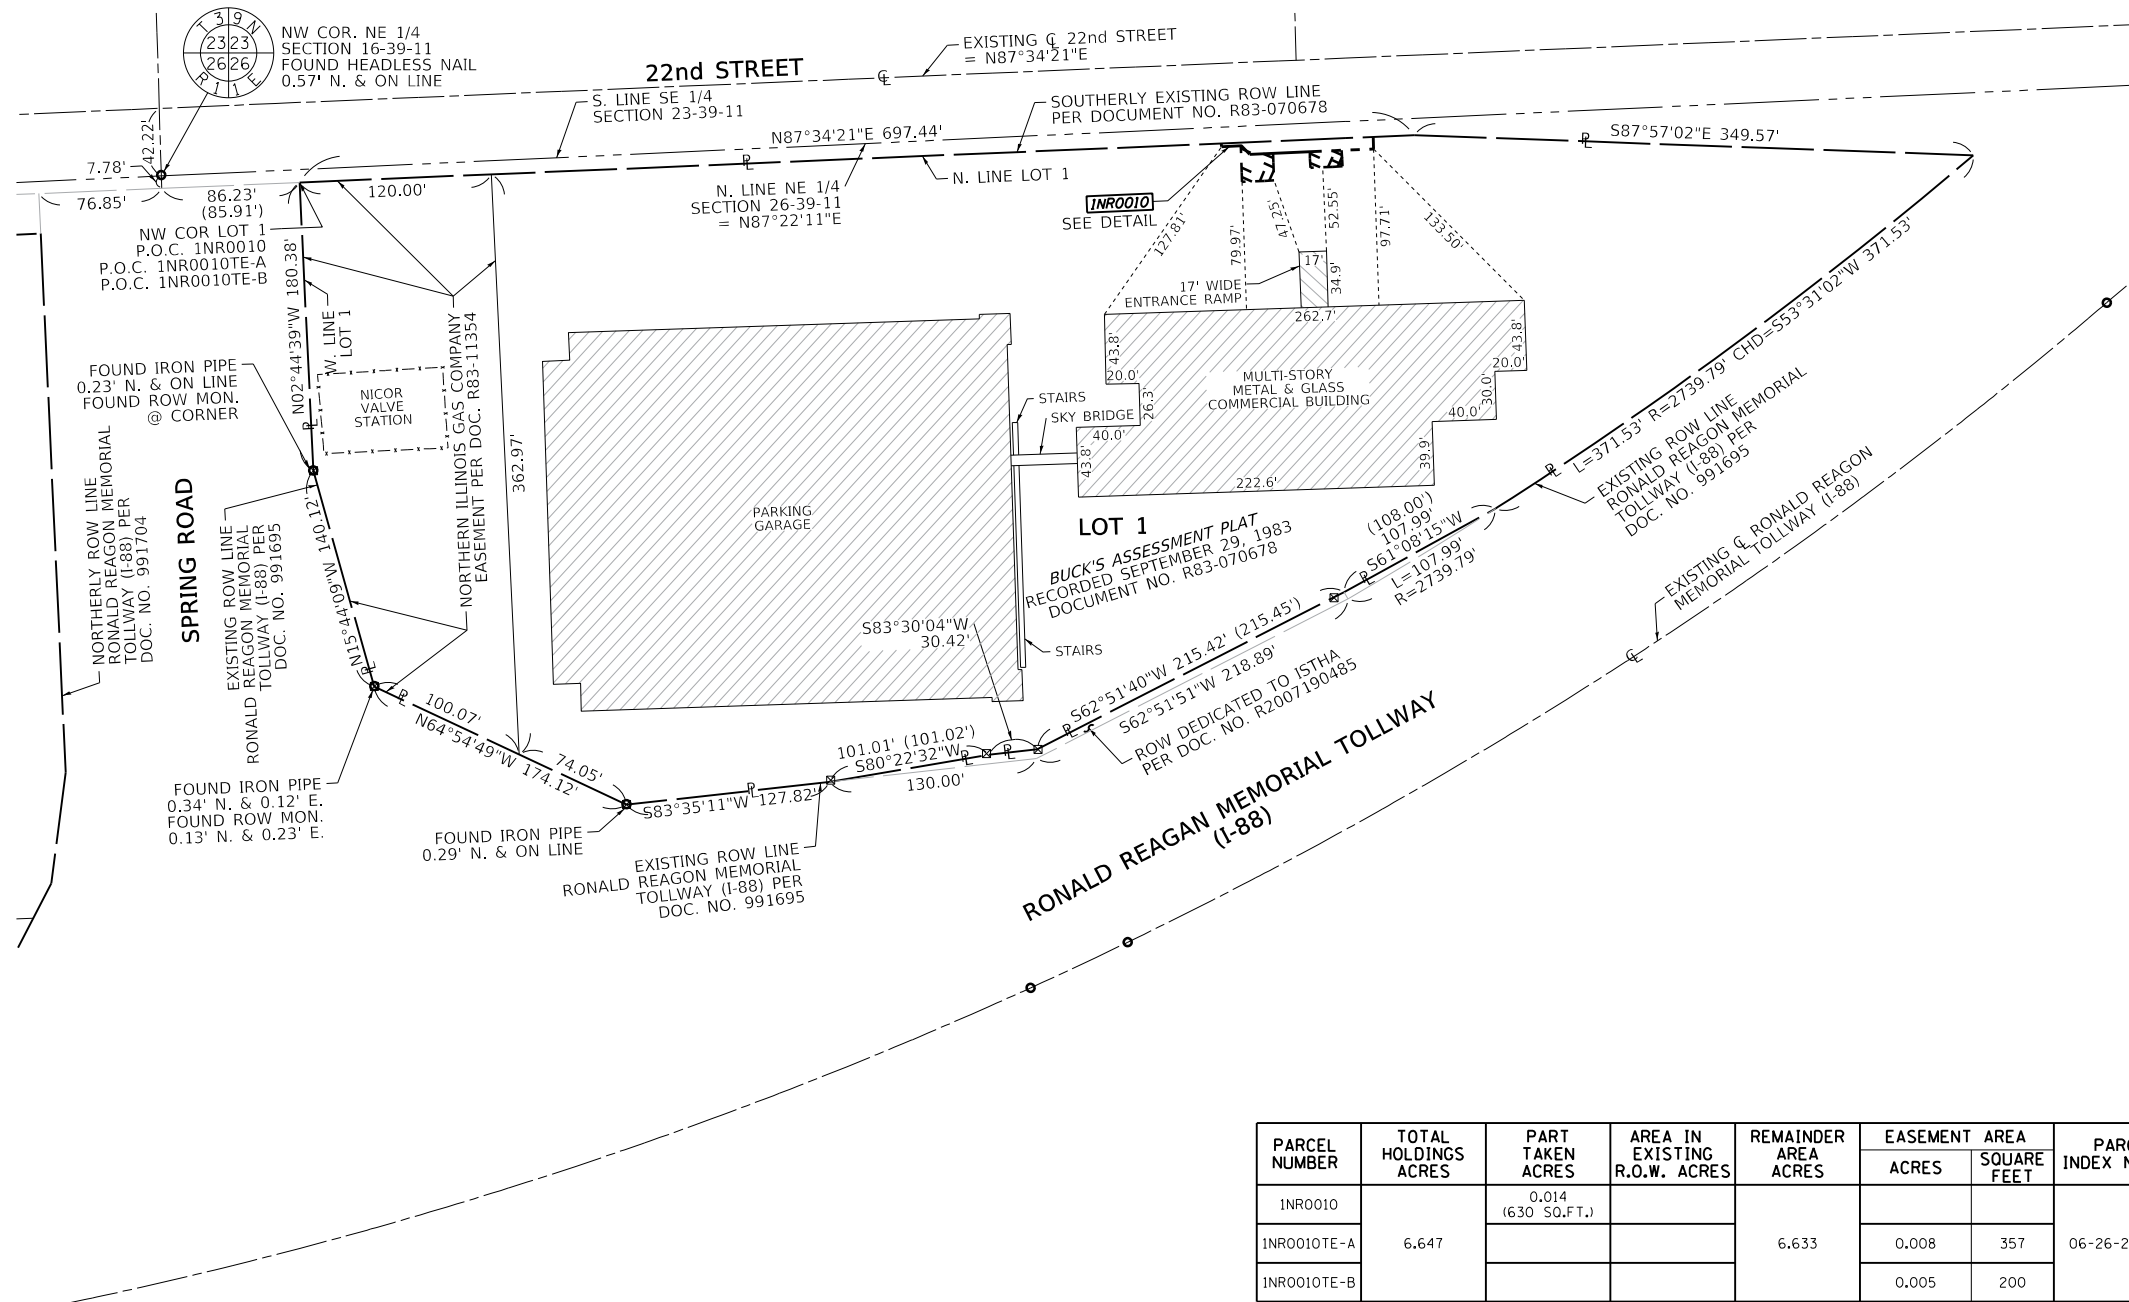 T 39 N
23 23
26 26
R 11 E
NW COR. NE 1/4
SECTION 16-39-11
FOUND HEADLESS NAIL
0.57' N. & ON LINE
22nd STREET
EXISTING ℄ 22nd STREET
= N87°34'21"E
℄
S. LINE SE 1/4
SECTION 23-39-11
SOUTHERLY EXISTING ROW LINE
PER DOCUMENT NO. R83-070678
N87°34'21"E 697.44'
S87°57'02"E 349.57'
42.22'
7.78'
76.85'
86.23'
(85.91')
120.00'
N. LINE NE 1/4
SECTION 26-39-11
= N87°22'11"E
N. LINE LOT 1
1NR0010
SEE DETAIL
NW COR LOT 1
P.O.C. 1NR0010
P.O.C. 1NR0010TE-A
P.O.C. 1NR0010TE-B
127.81'
79.97'
47.25'
52.55'
97.71'
133.50'
17'
34.9'
17' WIDE
ENTRANCE RAMP
262.7'
43.8'
20.0'
26.3'
40.0'
43.8'
222.6'
39.9'
40.0'
30.0'
20.0'
43.8'
MULTI-STORY
METAL & GLASS
COMMERCIAL BUILDING
STAIRS
SKY BRIDGE
PARKING
GARAGE
STAIRS
N02°44'39"W 180.38'
W. LINE
LOT 1
NICOR
VALVE
STATION
NORTHERN ILLINOIS GAS COMPANY
EASEMENT PER DOC. R83-11354
362.97'
FOUND IRON PIPE
0.23' N. & ON LINE
FOUND ROW MON.
@ CORNER
NORTHERLY ROW LINE
RONALD REAGON MEMORIAL
TOLLWAY (I-88) PER
DOC. NO. 991704
SPRING ROAD
EXISTING ROW LINE
RONALD REAGON MEMORIAL
TOLLWAY (I-88) PER
DOC. NO. 991695
N15°44'09"W 140.12'
LOT 1
BUCK'S ASSESSMENT PLAT
RECORDED SEPTEMBER 29, 1983
DOCUMENT NO. R83-070678
L=371.53' R=2739.79' CHD=S53°31'02"W 371.53'
EXISTING ROW LINE
RONALD REAGON MEMORIAL
TOLLWAY (I-88) PER
DOC. NO. 991695
(108.00')
107.99'
S61°08'15"W
L=107.99'
R=2739.79'
EXISTING ℄ RONALD REAGON
MEMORIAL TOLLWAY (I-88)
℄
S83°30'04"W
30.42'
S62°51'40"W 215.42' (215.45')
S62°51'51"W 218.89'
ROW DEDICATED TO ISTHA
PER DOC. NO. R2007190485
100.07'
N64°54'49"W 174.12'
74.05'
101.01' (101.02')
S80°22'32"W
130.00'
S83°35'11"W 127.82'
FOUND IRON PIPE
0.34' N. & 0.12' E.
FOUND ROW MON.
0.13' N. & 0.23' E.
FOUND IRON PIPE
0.29' N. & ON LINE
EXISTING ROW LINE
RONALD REAGON MEMORIAL
TOLLWAY (I-88) PER
DOC. NO. 991695
RONALD REAGAN MEMORIAL TOLLWAY
(I-88)
PARCEL NUMBER TOTAL HOLDINGS ACRES PART TAKEN ACRES AREA IN EXISTING R.O.W. ACRES REMAINDER AREA ACRES EASEMENT AREA ACRES SQUARE FEET PAR INDEX N
1NR0010 0.014 (630 SQ.FT.)
1NR0010TE-A 6.647 6.633 0.008 357 06-26-2
1NR0010TE-B 0.005 200